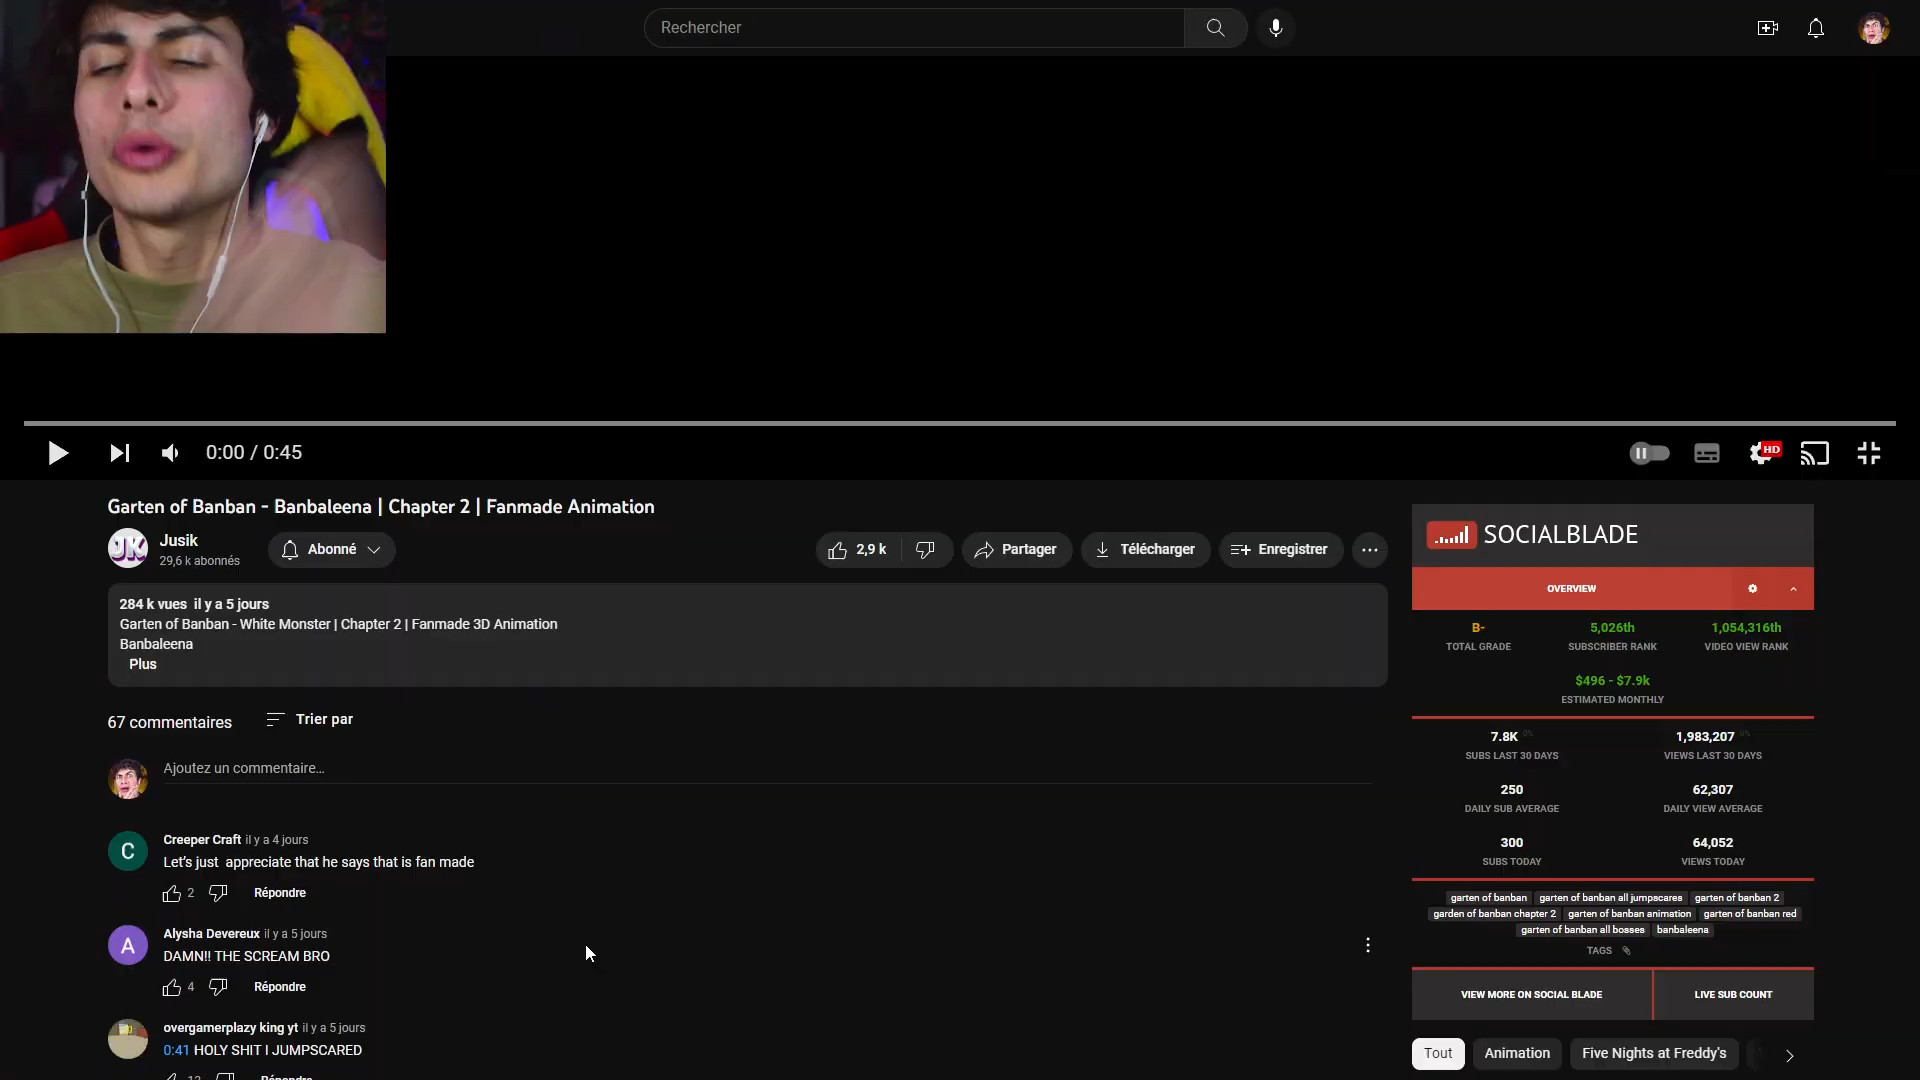 Rechercher
0:00 / 0:45
HD
Garten of Banban - Banbaleena | Chapter 2 | Fanmade Animation
JK
Jusik
29,6 k abonnés
Abonné
2,9 k
Partager
Télécharger
Enregistrer
284 k vues il y a 5 jours
Garten of Banban - White Monster | Chapter 2 | Fanmade 3D Animation
Banbaleena
Plus
67 commentaires
Trier par
Ajoutez un commentaire...
C
Creeper Craft il y a 4 jours
Let's just appreciate that he says that is fan made
2
Répondre
A
Alysha Devereux il y a 5 jours
DAMN!! THE SCREAM BRO
4
Répondre
overgamerplazy king yt il y a 5 jours
0:41 HOLY SHIT I JUMPSCARED
Répondre
SOCIALBLADE
OVERVIEW
B- 5,026th 1,054,316th
TOTAL GRADE SUBSCRIBER RANK VIDEO VIEW RANK
$496 - $7.9k
ESTIMATED MONTHLY
7.8K 0% 1,983,207 0%
SUBS LAST 30 DAYS VIEWS LAST 30 DAYS
250 62,307
DAILY SUB AVERAGE DAILY VIEW AVERAGE
300 64,052
SUBS TODAY VIEWS TODAY
garten of banban garten of banban all jumpscares garten of banban 2
garden of banban chapter 2 garten of banban animation garten of banban red
garten of banban all bosses banbaleena
TAGS
VIEW MORE ON SOCIAL BLADE LIVE SUB COUNT
Tout Animation Five Nights at Freddy's